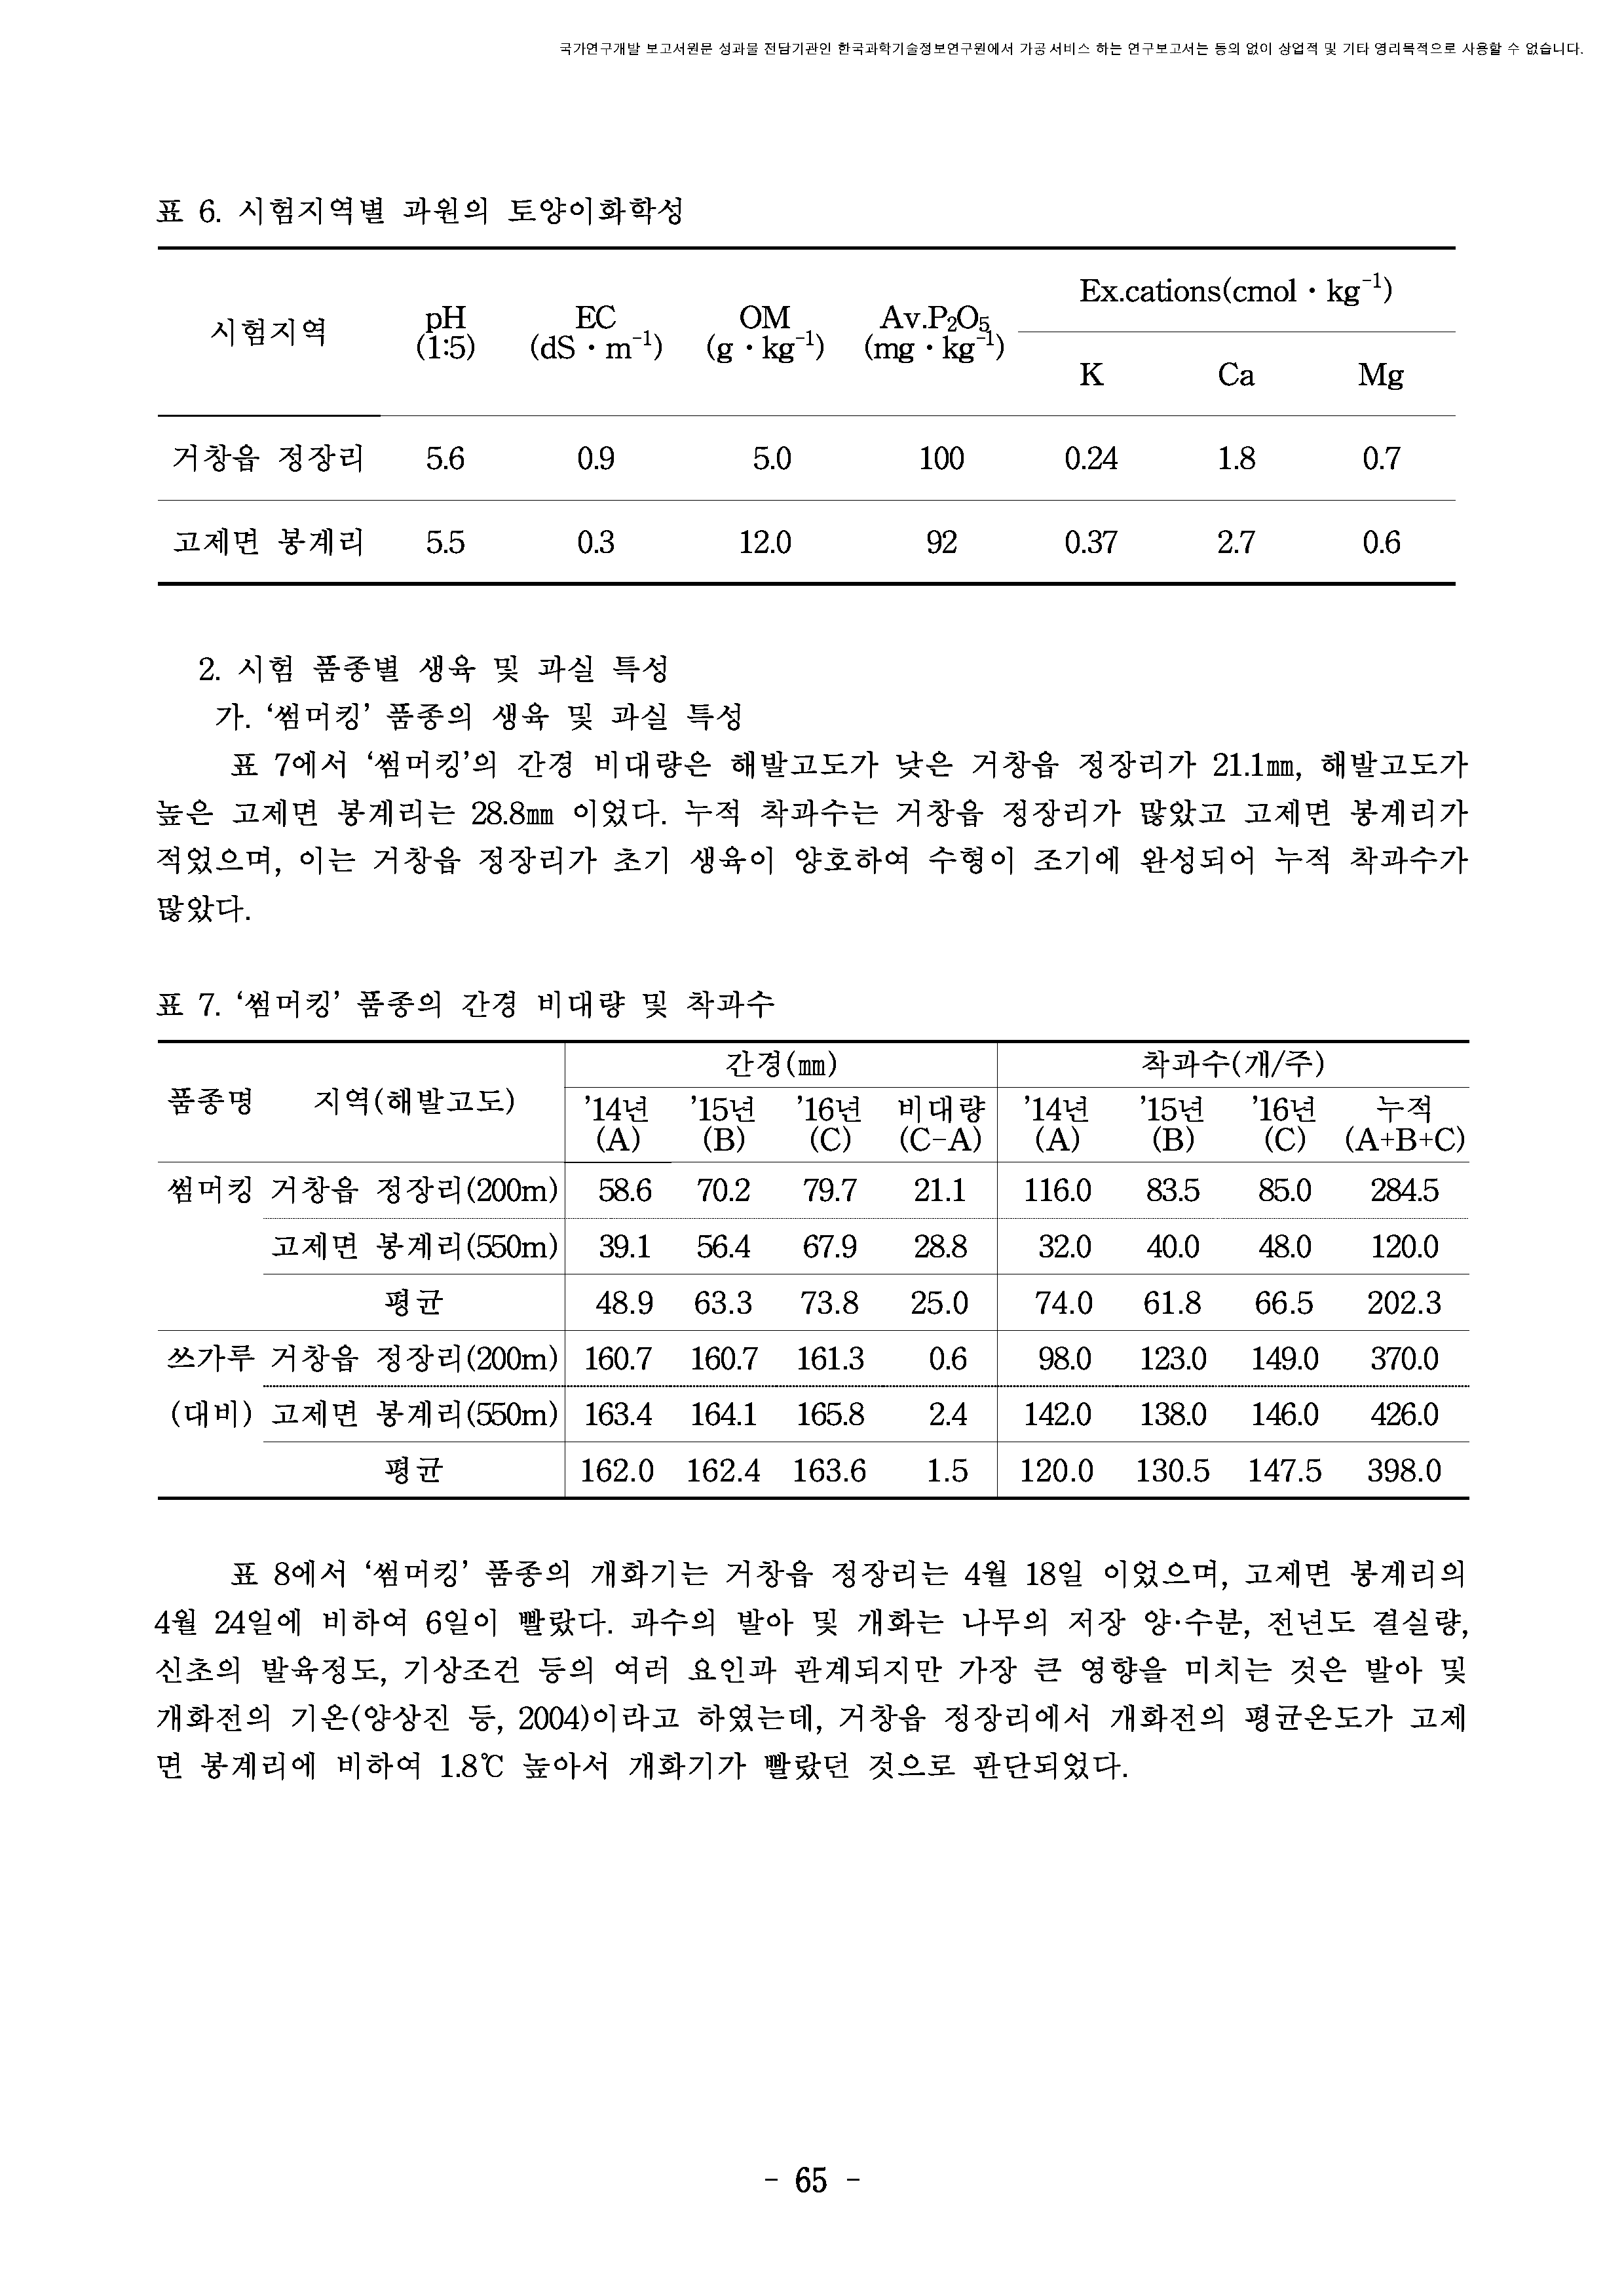 국가연구개발 보고서원문 성과물 전담기관인 한국과학기술정보연구원에서 가공·서비스 하는 연구보고서는 동의 없이 상업적 및 기타 영리목적으로 사용할 수 없습니다.
표 6. 시험지역별 과원의 토양이화학성
시험지역 pH (1:5) EC (dS·m⁻¹) OM (g·kg⁻¹) Av.P₂O₅ (mg·kg⁻¹) Ex.cations(cmol·kg⁻¹)
K Ca Mg
거창읍 정장리 5.6 0.9 5.0 100 0.24 1.8 0.7
고제면 봉계리 5.5 0.3 12.0 92 0.37 2.7 0.6
2. 시험 품종별 생육 및 과실 특성
가. ‘썸머킹’ 품종의 생육 및 과실 특성
표 7에서 ‘썸머킹’의 간경 비대량은 해발고도가 낮은 거창읍 정장리가 21.1㎜, 해발고도가
높은 고제면 봉계리는 28.8㎜ 이었다. 누적 착과수는 거창읍 정장리가 많았고 고제면 봉계리가
적었으며, 이는 거창읍 정장리가 초기 생육이 양호하여 수형이 조기에 완성되어 누적 착과수가
많았다.
표 7. ‘썸머킹’ 품종의 간경 비대량 및 착과수
품종명 지역(해발고도) 간경(㎜) 착과수(개/주)
’14년 ’15년 ’16년 비대량 ’14년 ’15년 ’16년 누적
(A) (B) (C) (C-A) (A) (B) (C) (A+B+C)
썸머킹 거창읍 정장리(200m) 58.6 70.2 79.7 21.1 116.0 83.5 85.0 284.5
고제면 봉계리(550m) 39.1 56.4 67.9 28.8 32.0 40.0 48.0 120.0
평균 48.9 63.3 73.8 25.0 74.0 61.8 66.5 202.3
쓰가루 거창읍 정장리(200m) 160.7 160.7 161.3 0.6 98.0 123.0 149.0 370.0
(대비) 고제면 봉계리(550m) 163.4 164.1 165.8 2.4 142.0 138.0 146.0 426.0
평균 162.0 162.4 163.6 1.5 120.0 130.5 147.5 398.0
표 8에서 ‘썸머킹’ 품종의 개화기는 거창읍 정장리는 4월 18일 이었으며, 고제면 봉계리의
4월 24일에 비하여 6일이 빨랐다. 과수의 발아 및 개화는 나무의 저장 양·수분, 전년도 결실량,
신초의 발육정도, 기상조건 등의 여러 요인과 관계되지만 가장 큰 영향을 미치는 것은 발아 및
개화전의 기온(양상진 등, 2004)이라고 하였는데, 거창읍 정장리에서 개화전의 평균온도가 고제
면 봉계리에 비하여 1.8℃ 높아서 개화기가 빨랐던 것으로 판단되었다.
- 65 -